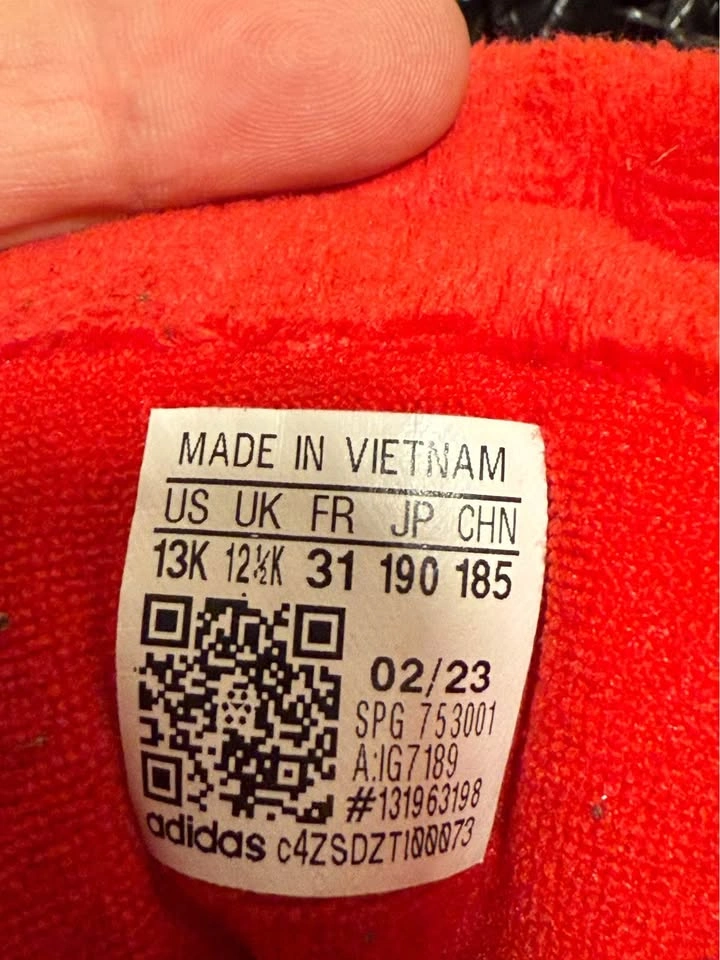 MADE IN VIETNAM
US UK FR JP CHN
13K 12½K 31 190 185
02/23
SPG 753001
A:IG7189
#131963198
adidas c4ZSDZTI00073